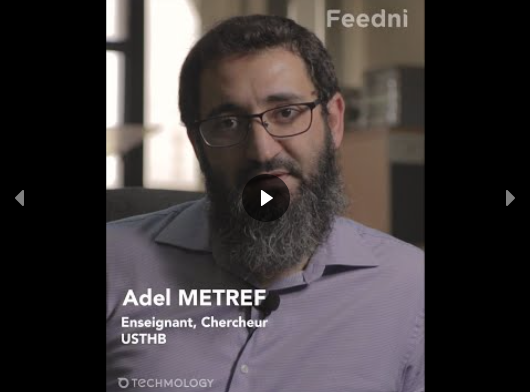 Feedni
Adel METREF
Enseignant, Chercheur
USTHB
TECHMOLOGY